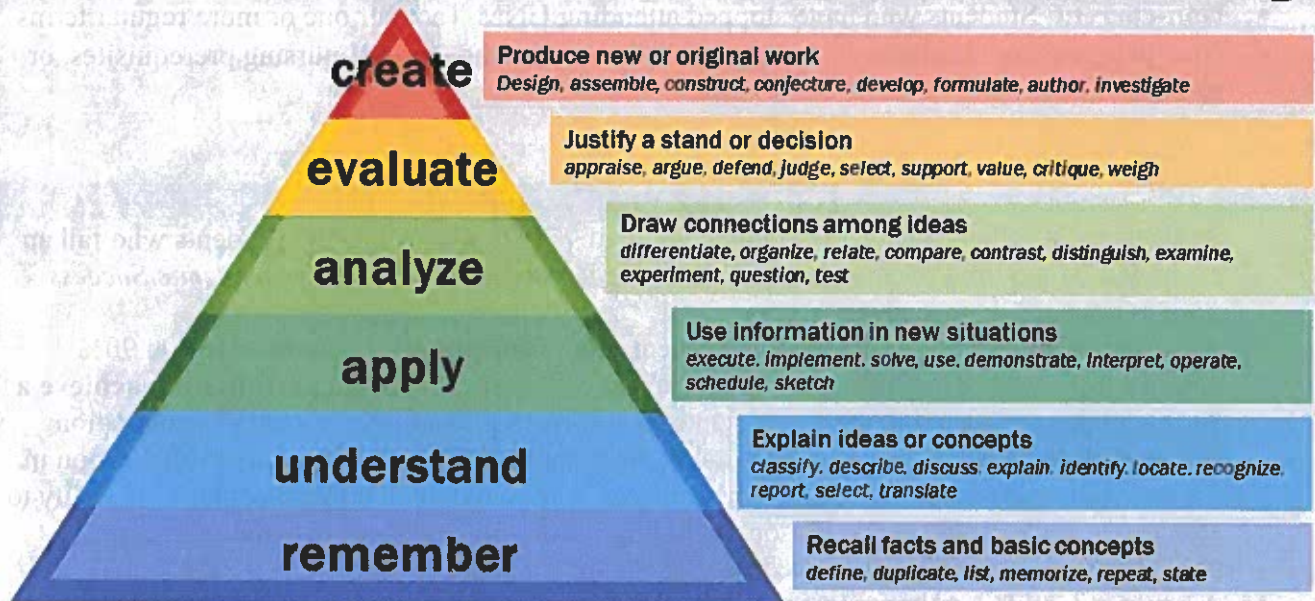 create
Produce new or original work
Design, assemble, construct, conjecture, develop, formulate, author, investigate
evaluate
Justify a stand or decision
appraise, argue, defend, judge, select, support, value, critique, weigh
analyze
Draw connections among ideas
differentiate, organize, relate, compare, contrast, distinguish, examine,
experiment, question, test
apply
Use information in new situations
execute, implement, solve, use, demonstrate, interpret, operate,
schedule, sketch
understand
Explain ideas or concepts
classify, describe, discuss, explain, identify, locate, recognize,
report, select, translate
remember
Recall facts and basic concepts
define, duplicate, list, memorize, repeat, state